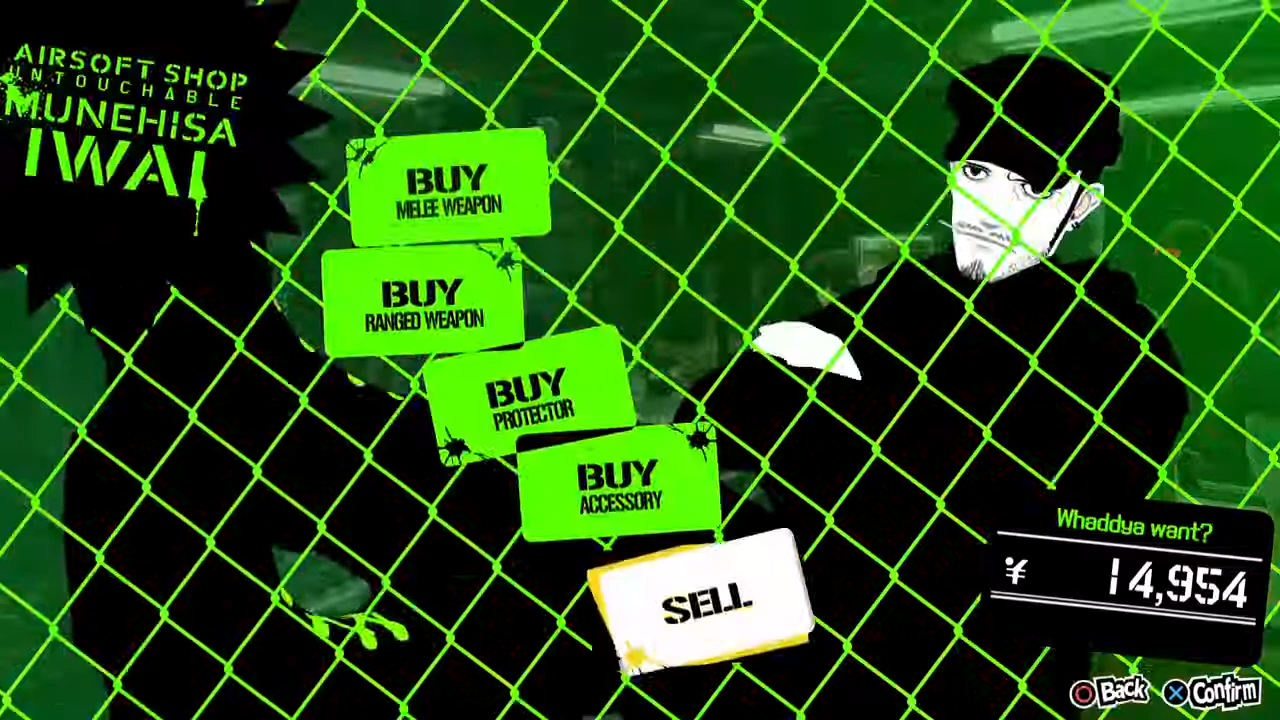 AIRSOFT SHOP
UNTOUCHABLE
MUNEHISA
IWAI
BUY
MELEE WEAPON
BUY
RANGED WEAPON
BUY
PROTECTOR
BUY
ACCESSORY
SELL
Whaddya want?
¥ 14,954
Back Confirm